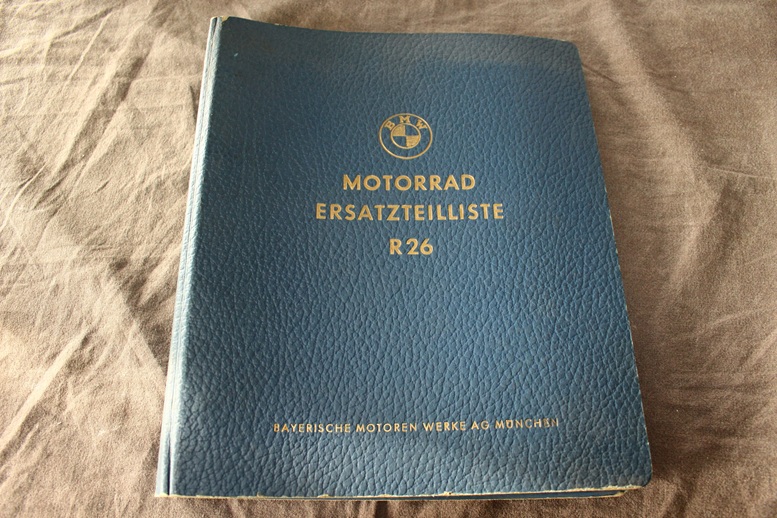 BMW
MOTORRAD
ERSATZTEILLISTE
R26
BAYERISCHE MOTOREN WERKE AG MÜNCHEN